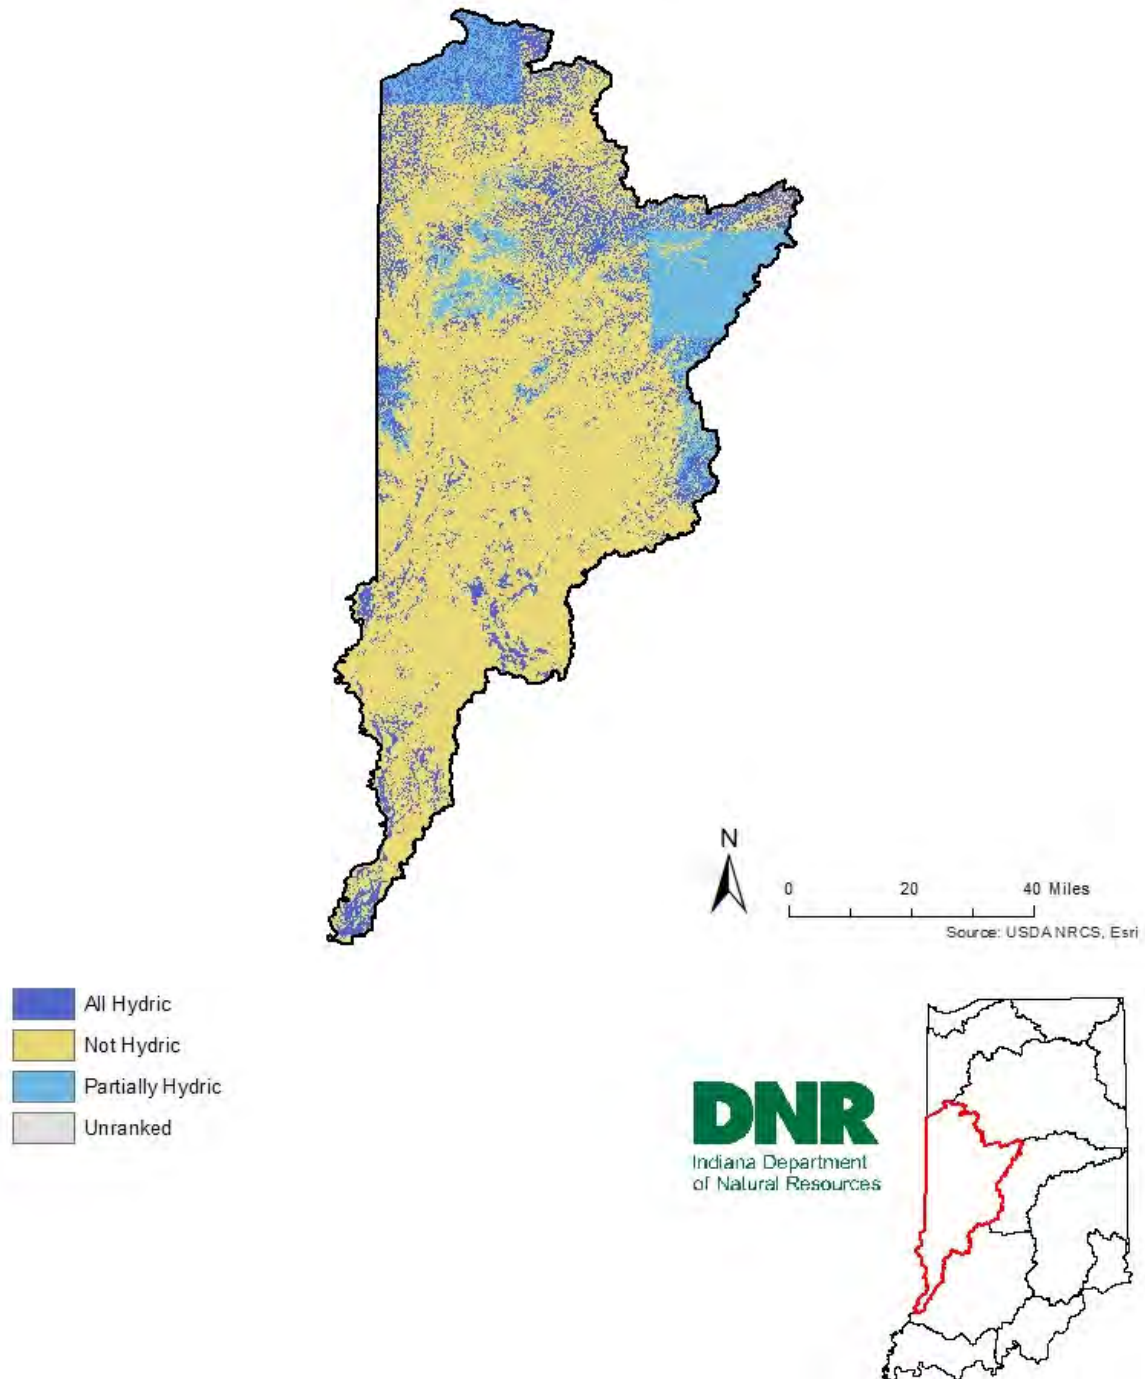 N
0 20 40 Miles
Source: USDA NRCS, Esri
All Hydric
Not Hydric
Partially Hydric
Unranked
DNR
Indiana Department
of Natural Resources